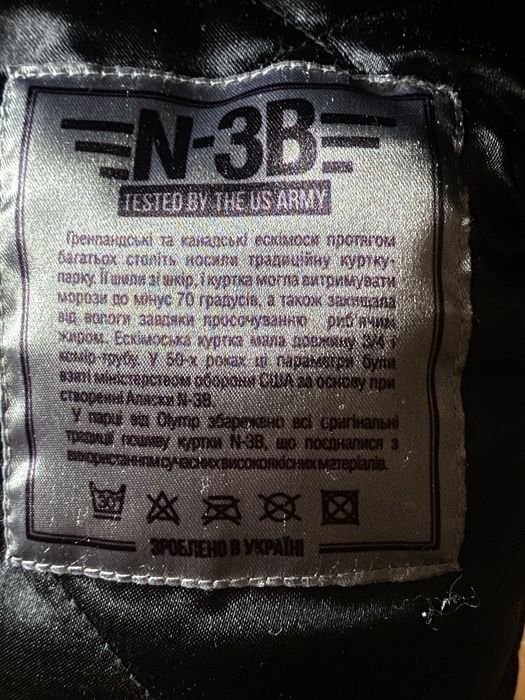 N-3B
TESTED BY THE US ARMY
Гренландські та канадські ескімоси протягом
багатьох століть носили традиційну куртку-
парку. Її шили зі шкір, і куртка могла витримувати
морози до мінус 70 градусів, а також захищала
від вологи завдяки просочуванню риб'ячим
жиром. Ескімоська куртка мала довжину 3/4 і
комір-трубу. У 50-х роках ці параметри були
взяті міністерством оборони США за основу при
створенні Аляски N-3B.
У парці від Olymp збережено всі оригінальні
традиції пошиву куртки N-3B, що поєдналися з
використанням сучасних високоякісних матеріалів.
30°
ЗРОБЛЕНО В УКРАЇНІ